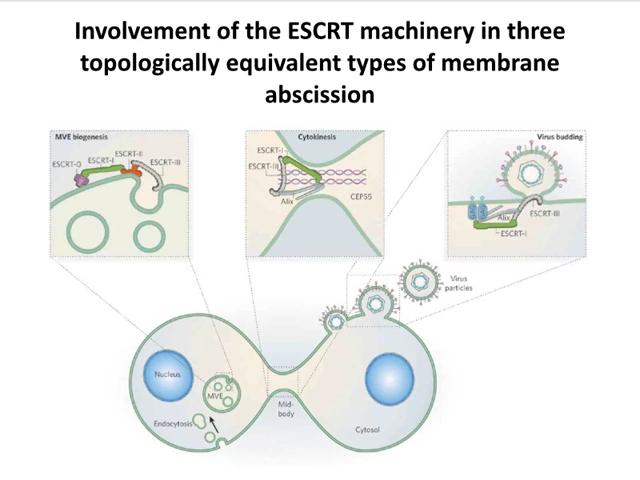 Involvement of the ESCRT machinery in three
topologically equivalent types of membrane
abscission
MVE biogenesis
ESCRT-0
ESCRT-I
ESCRT-II
ESCRT-III
Cytokinesis
ESCRT-I
ESCRT-III
Alix
CEP55
Virus budding
Alix
ESCRT-III
ESCRT-I
Virus
particles
Nucleus
MVE
Endocytosis
Mid-
body
Cytosol